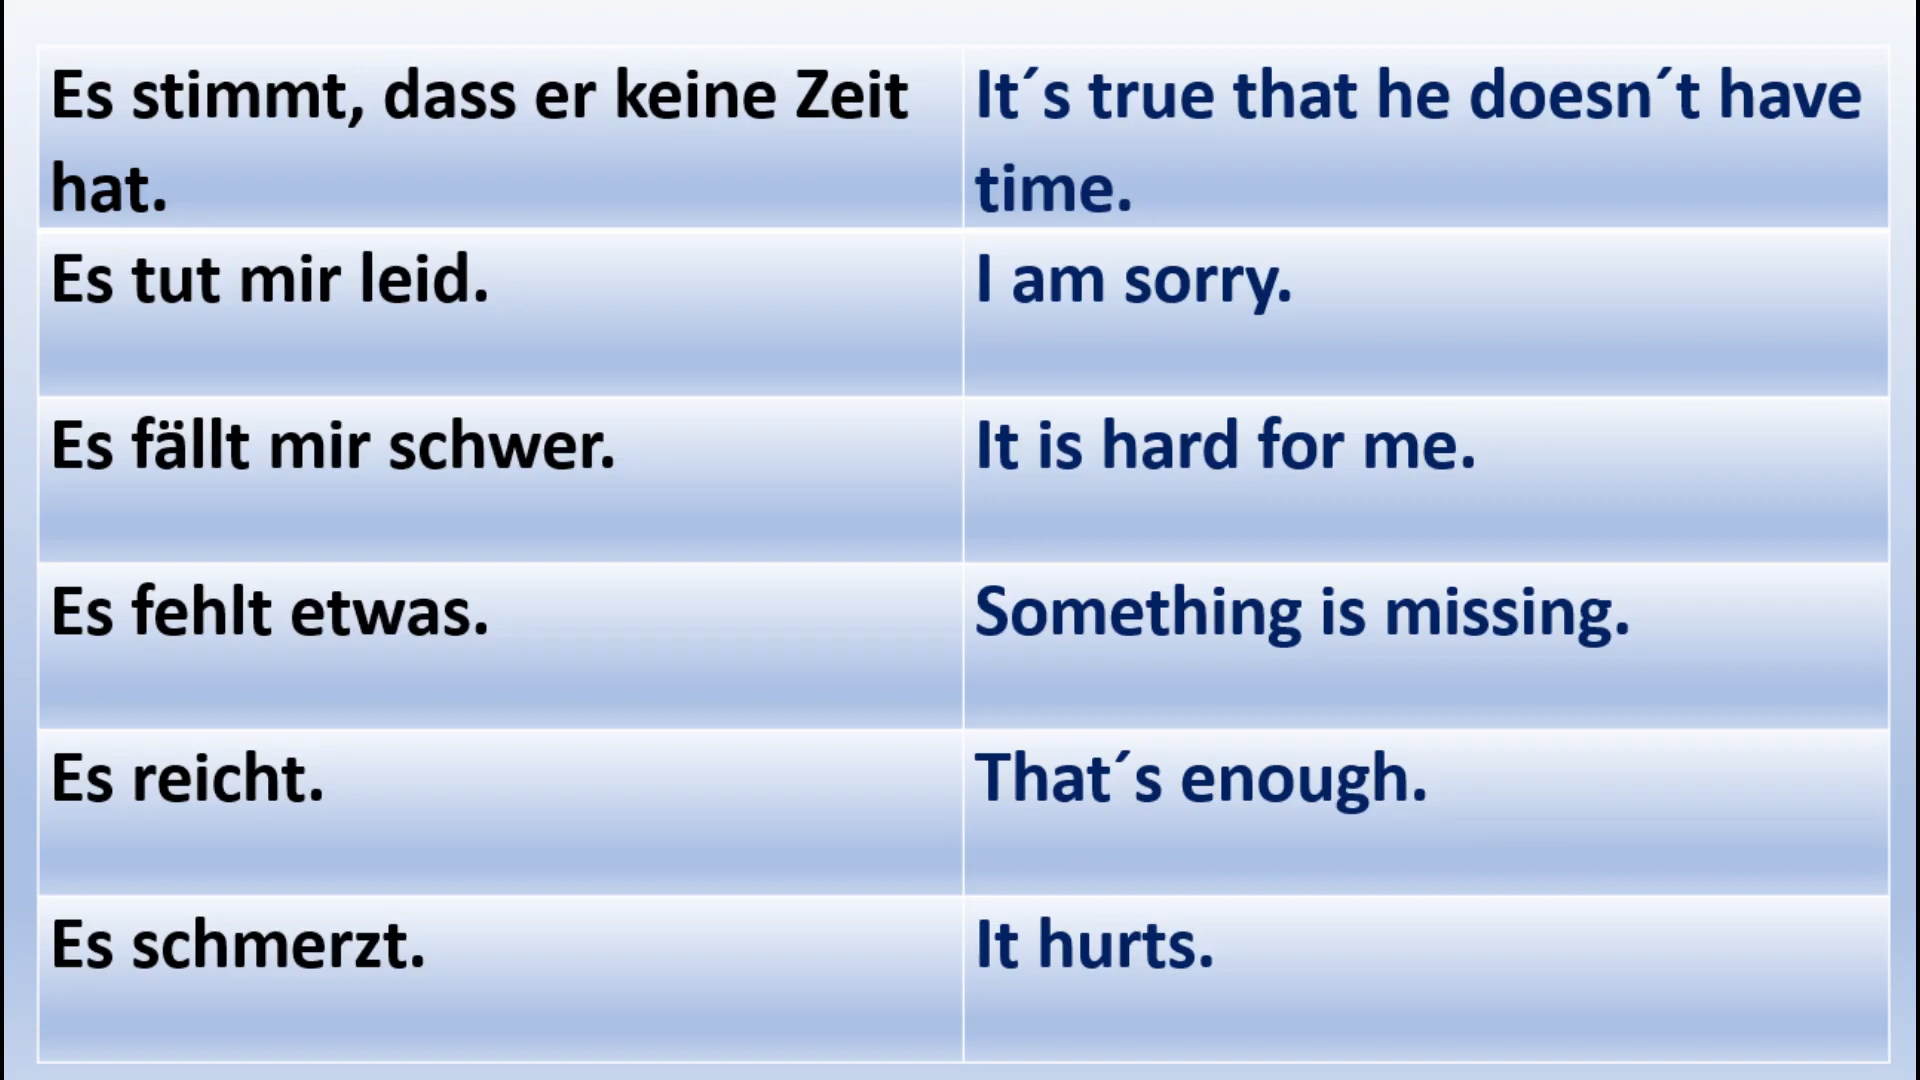 Es stimmt, dass er keine Zeit
hat.
It´s true that he doesn´t have
time.
Es tut mir leid.
I am sorry.
Es fällt mir schwer.
It is hard for me.
Es fehlt etwas.
Something is missing.
Es reicht.
That´s enough.
Es schmerzt.
It hurts.